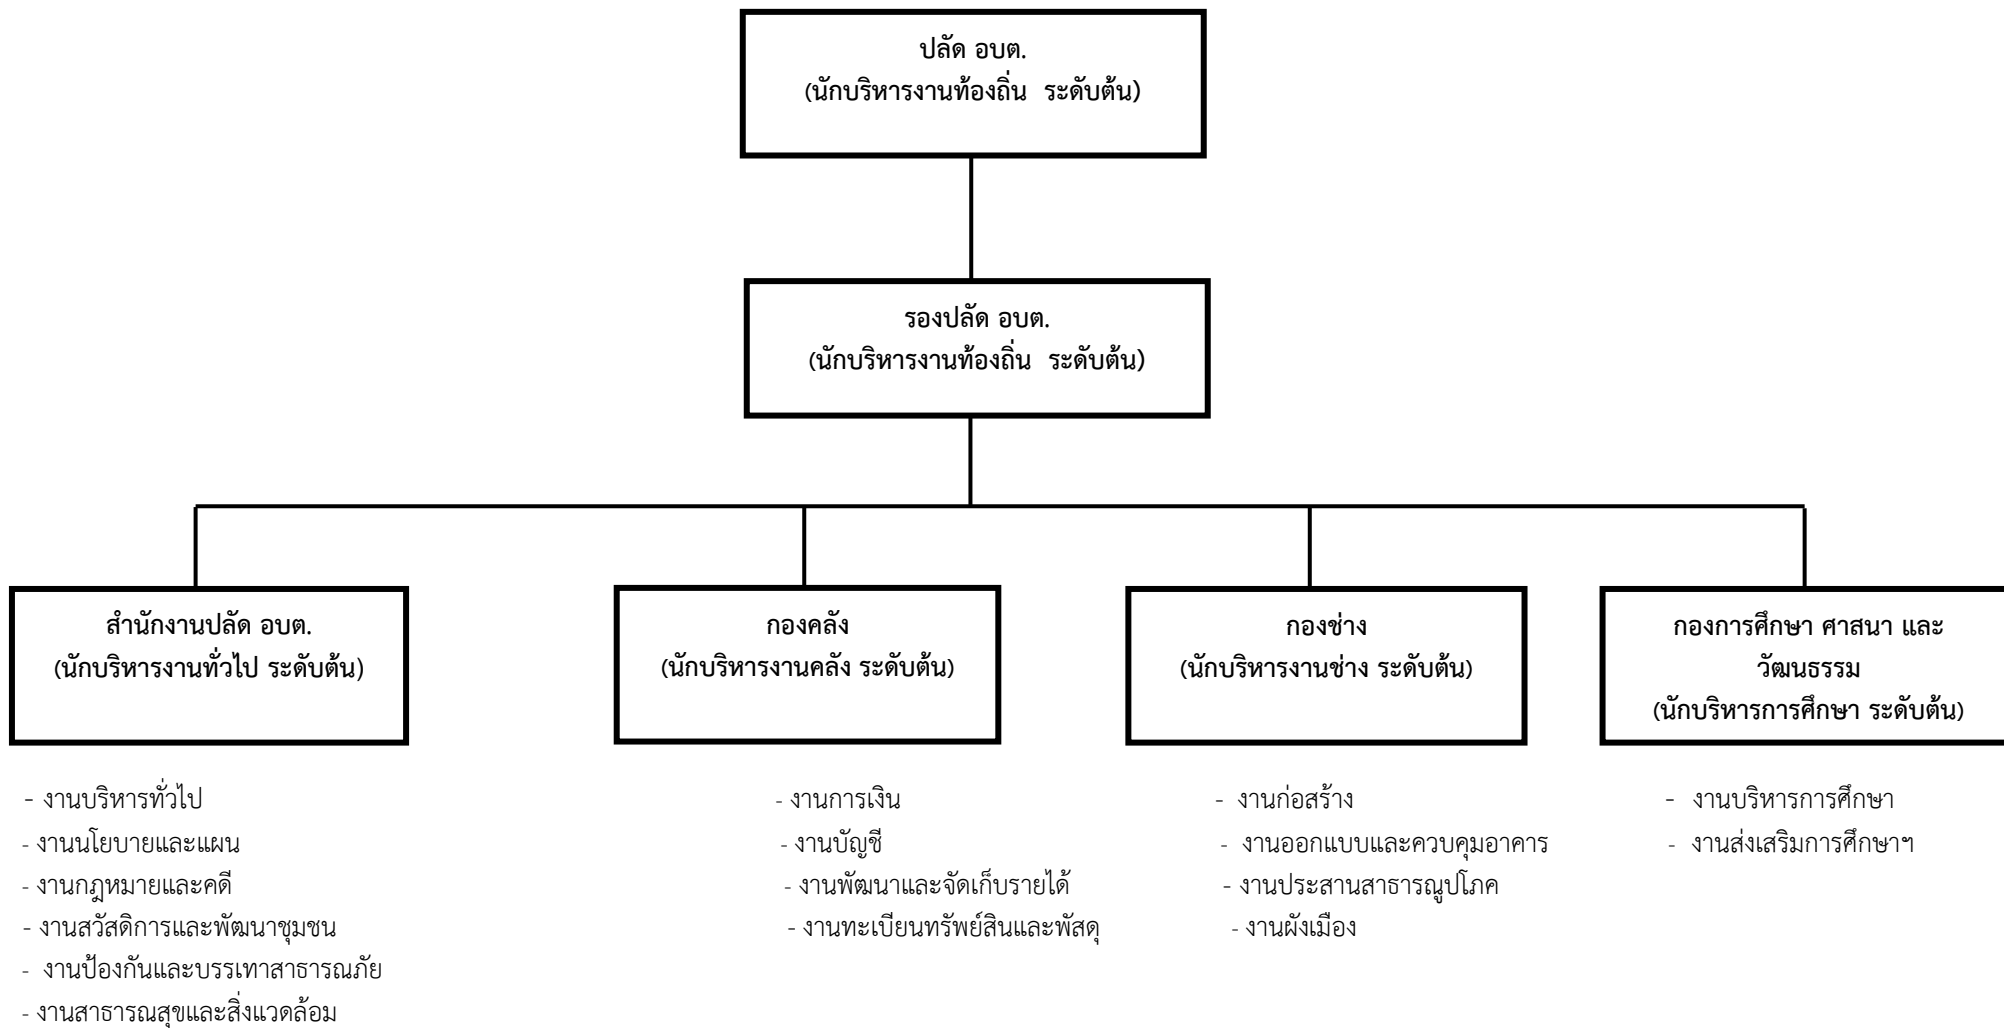 ปลัด อบต.
(นักบริหารงานท้องถิ่น ระดับต้น)
รองปลัด อบต.
(นักบริหารงานท้องถิ่น ระดับต้น)
สำนักงานปลัด อบต.
(นักบริหารงานทั่วไป ระดับต้น)
กองคลัง
(นักบริหารงานคลัง ระดับต้น)
กองช่าง
(นักบริหารงานช่าง ระดับต้น)
กองการศึกษา ศาสนา และ
วัฒนธรรม
(นักบริหารการศึกษา ระดับต้น)
- งานบริหารทั่วไป
- งานนโยบายและแผน
- งานกฎหมายและคดี
- งานสวัสดิการและพัฒนาชุมชน
- งานป้องกันและบรรเทาสาธารณภัย
- งานสาธารณสุขและสิ่งแวดล้อม
- งานการเงิน
- งานบัญชี
- งานพัฒนาและจัดเก็บรายได้
- งานทะเบียนทรัพย์สินและพัสดุ
- งานก่อสร้าง
- งานออกแบบและควบคุมอาคาร
- งานประสานสาธารณูปโภค
- งานผังเมือง
- งานบริหารการศึกษา
- งานส่งเสริมการศึกษาฯ